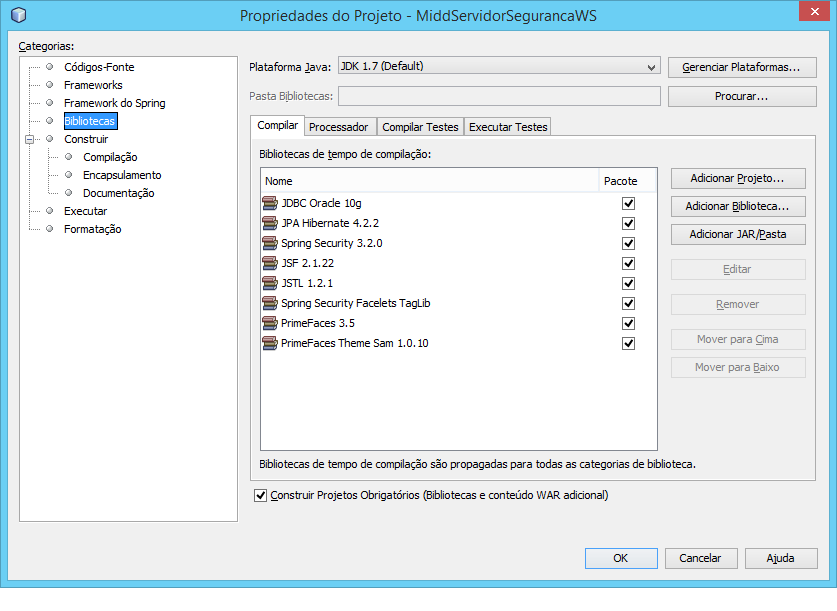 Propriedades do Projeto - MiddServidorSegurancaWS
Categorias:
Códigos-Fonte
Frameworks
Framework do Spring
Bibliotecas
Construir
Compilação
Encapsulamento
Documentação
Executar
Formatação
Plataforma Java: JDK 1.7 (Default) Gerenciar Plataformas...
Pasta Bibliotecas: Procurar...
Compilar Processador Compilar Testes Executar Testes
Bibliotecas de tempo de compilação:
Nome Pacote
JDBC Oracle 10g
JPA Hibernate 4.2.2
Spring Security 3.2.0
JSF 2.1.22
JSTL 1.2.1
Spring Security Facelets TagLib
PrimeFaces 3.5
PrimeFaces Theme Sam 1.0.10
Adicionar Projeto...
Adicionar Biblioteca...
Adicionar JAR/Pasta
Editar
Remover
Mover para Cima
Mover para Baixo
Bibliotecas de tempo de compilação são propagadas para todas as categorias de biblioteca.
Construir Projetos Obrigatórios (Bibliotecas e conteúdo WAR adicional)
OK Cancelar Ajuda